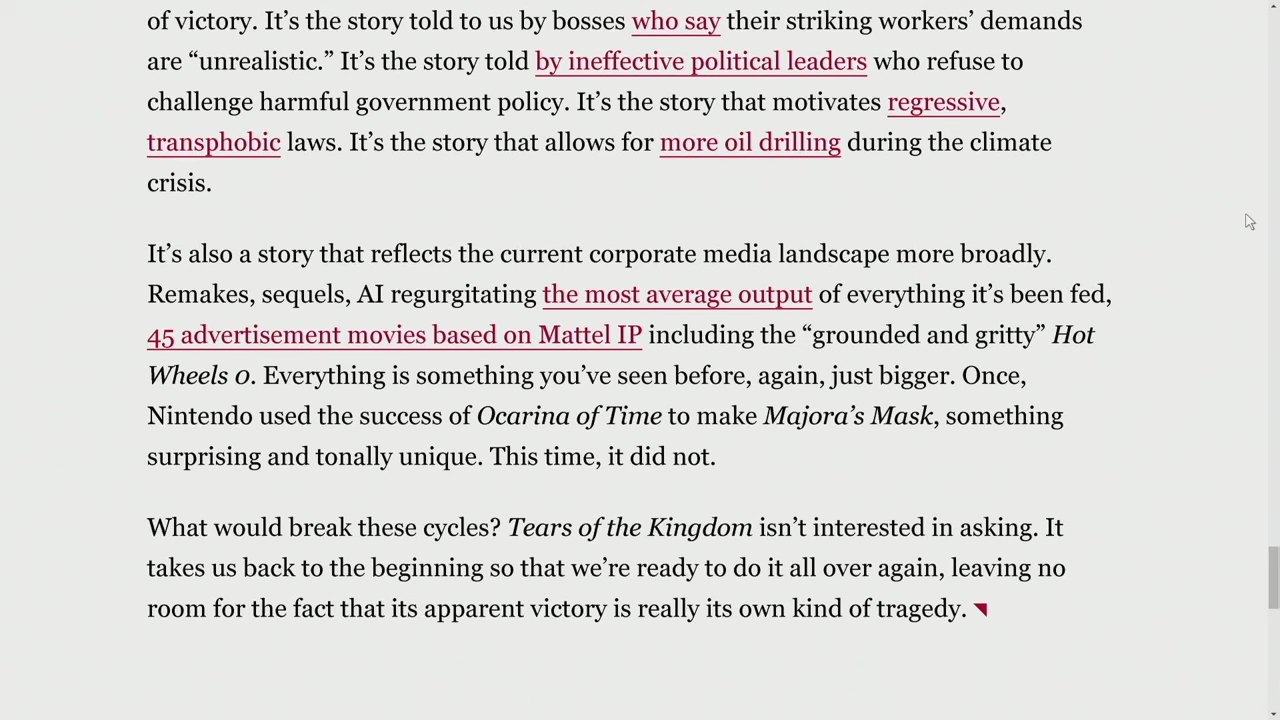 of victory. It’s the story told to us by bosses who say their striking workers’ demands
are “unrealistic.” It’s the story told by ineffective political leaders who refuse to
challenge harmful government policy. It’s the story that motivates regressive,
transphobic laws. It’s the story that allows for more oil drilling during the climate
crisis.
It’s also a story that reflects the current corporate media landscape more broadly.
Remakes, sequels, AI regurgitating the most average output of everything it’s been fed,
45 advertisement movies based on Mattel IP including the “grounded and gritty” Hot
Wheels 0. Everything is something you’ve seen before, again, just bigger. Once,
Nintendo used the success of Ocarina of Time to make Majora’s Mask, something
surprising and tonally unique. This time, it did not.
What would break these cycles? Tears of the Kingdom isn’t interested in asking. It
takes us back to the beginning so that we’re ready to do it all over again, leaving no
room for the fact that its apparent victory is really its own kind of tragedy.